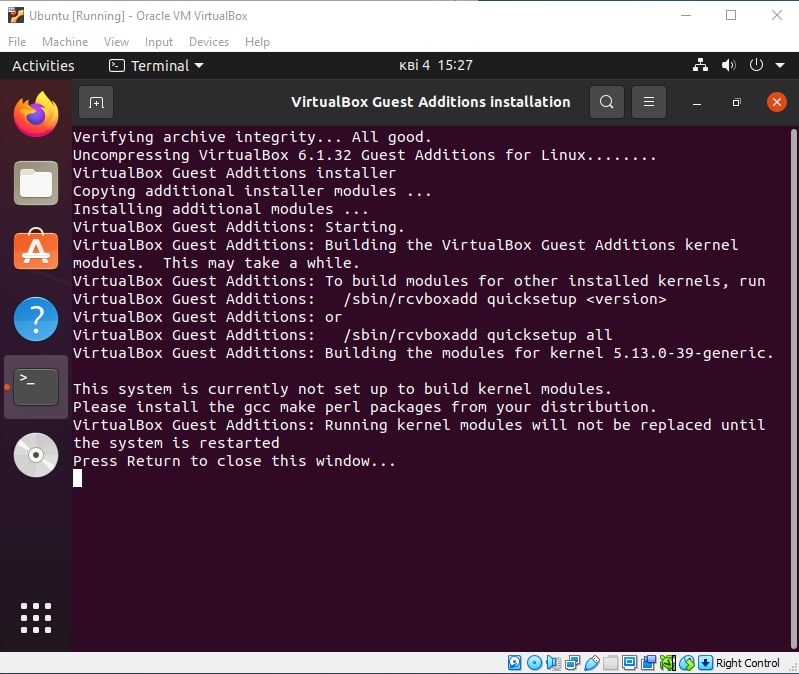 Ubuntu [Running] - Oracle VM VirtualBox
File Machine View Input Devices Help
Activities Terminal кві 4 15:27
VirtualBox Guest Additions installation
Verifying archive integrity... All good.
Uncompressing VirtualBox 6.1.32 Guest Additions for Linux........
VirtualBox Guest Additions installer
Copying additional installer modules ...
Installing additional modules ...
VirtualBox Guest Additions: Starting.
VirtualBox Guest Additions: Building the VirtualBox Guest Additions kernel
modules.  This may take a while.
VirtualBox Guest Additions: To build modules for other installed kernels, run
VirtualBox Guest Additions:   /sbin/rcvboxadd quicksetup <version>
VirtualBox Guest Additions: or
VirtualBox Guest Additions:   /sbin/rcvboxadd quicksetup all
VirtualBox Guest Additions: Building the modules for kernel 5.13.0-39-generic.
This system is currently not set up to build kernel modules.
Please install the gcc make perl packages from your distribution.
VirtualBox Guest Additions: Running kernel modules will not be replaced until
the system is restarted
Press Return to close this window...
Right Control